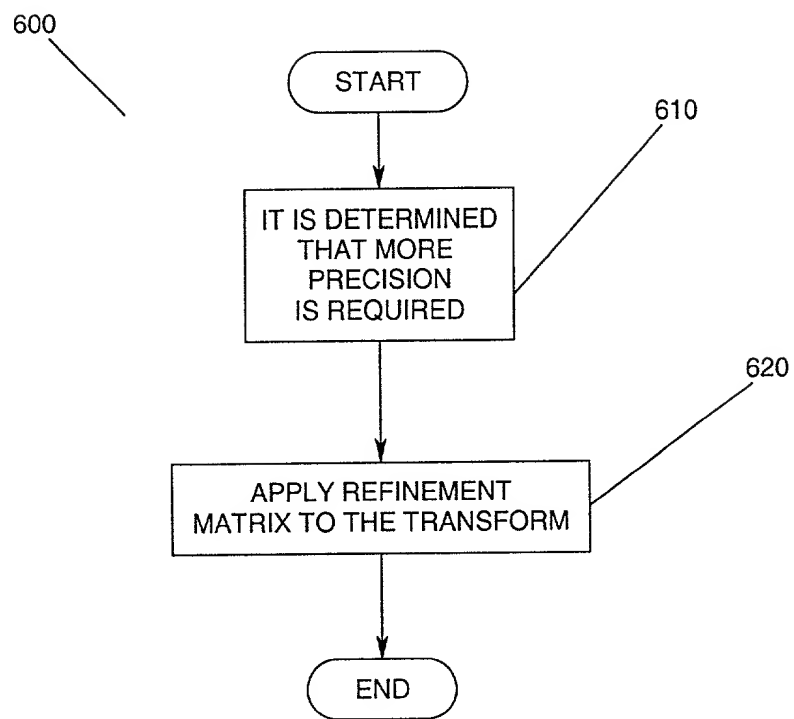 600
START
610
IT IS DETERMINED
THAT MORE
PRECISION
IS REQUIRED
620
APPLY REFINEMENT
MATRIX TO THE TRANSFORM
END